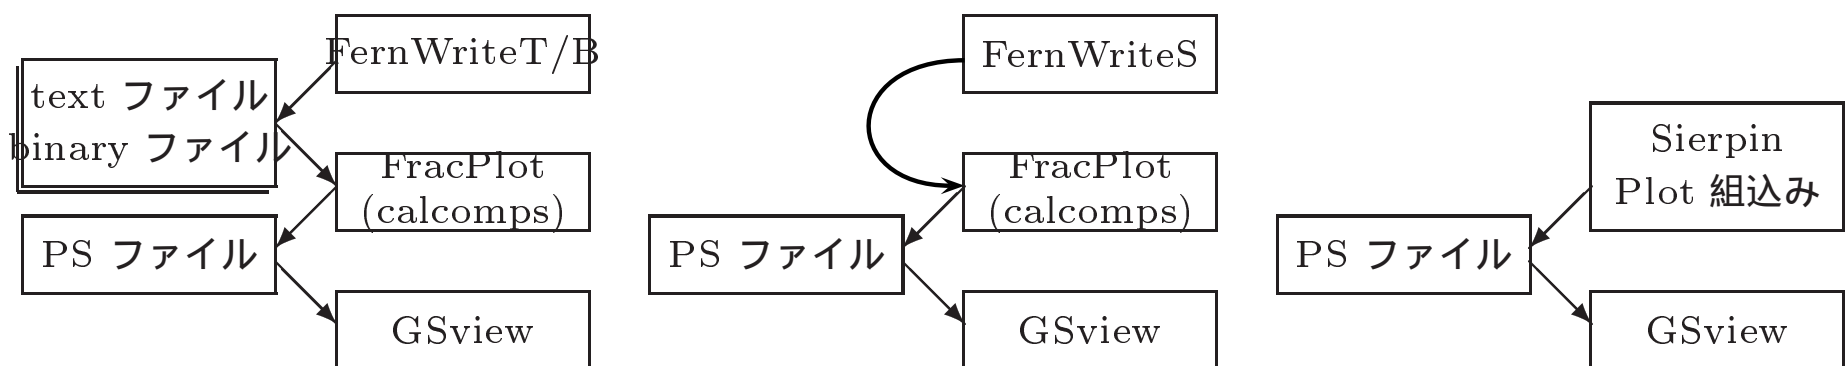 FernWriteT/B
text ファイル
binary ファイル
FracPlot
(calcomps)
PS ファイル
GSview
FernWriteS
FracPlot
(calcomps)
PS ファイル
GSview
Sierpin
Plot 組込み
PS ファイル
GSview